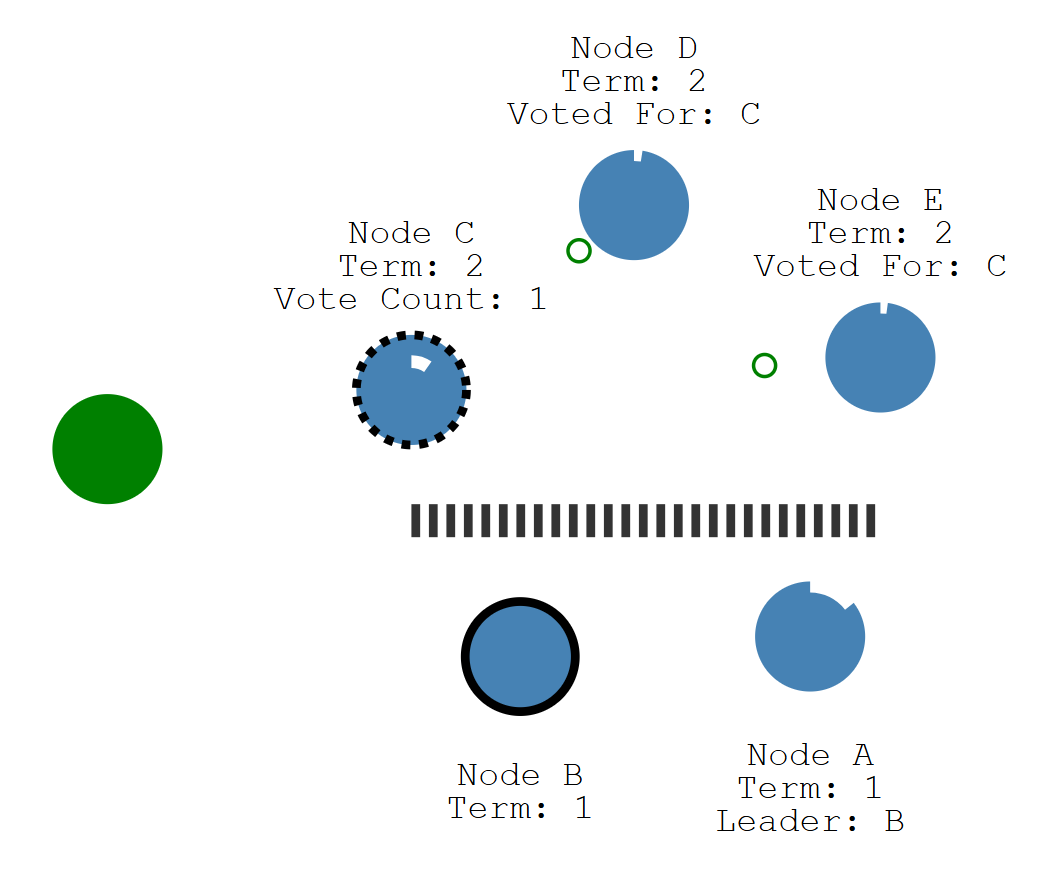 Node D
Term: 2
Voted For: C
Node E
Term: 2
Voted For: C
Node C
Term: 2
Vote Count: 1
Node B
Term: 1
Node A
Term: 1
Leader: B